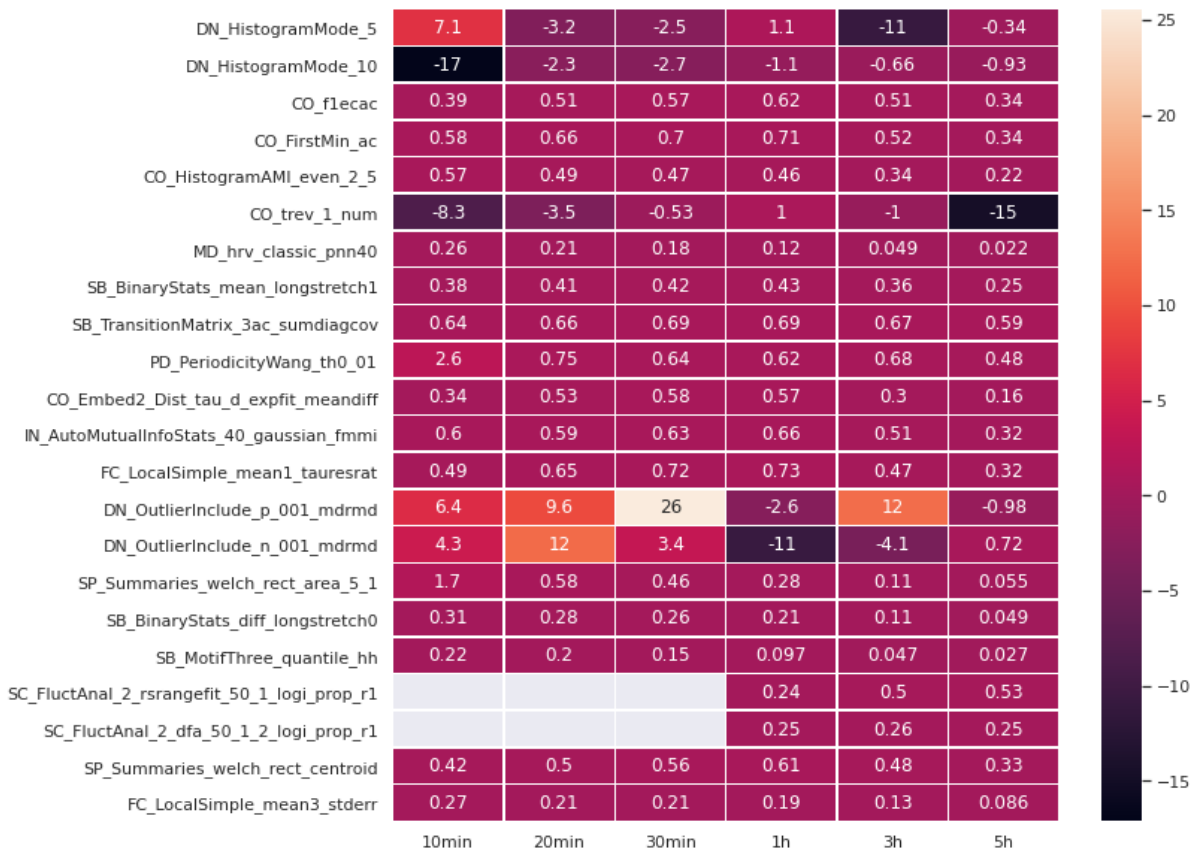 DN_HistogramMode_5 7.1 -3.2 -2.5 1.1 -11 -0.34
DN_HistogramMode_10 -17 -2.3 -2.7 -1.1 -0.66 -0.93
CO_f1ecac 0.39 0.51 0.57 0.62 0.51 0.34
CO_FirstMin_ac 0.58 0.66 0.7 0.71 0.52 0.34
CO_HistogramAMI_even_2_5 0.57 0.49 0.47 0.46 0.34 0.22
CO_trev_1_num -8.3 -3.5 -0.53 1 -1 -15
MD_hrv_classic_pnn40 0.26 0.21 0.18 0.12 0.049 0.022
SB_BinaryStats_mean_longstretch1 0.38 0.41 0.42 0.43 0.36 0.25
SB_TransitionMatrix_3ac_sumdiagcov 0.64 0.66 0.69 0.69 0.67 0.59
PD_PeriodicityWang_th0_01 2.6 0.75 0.64 0.62 0.68 0.48
CO_Embed2_Dist_tau_d_expfit_meandiff 0.34 0.53 0.58 0.57 0.3 0.16
IN_AutoMutualInfoStats_40_gaussian_fmmi 0.6 0.59 0.63 0.66 0.51 0.32
FC_LocalSimple_mean1_tauresrat 0.49 0.65 0.72 0.73 0.47 0.32
DN_OutlierInclude_p_001_mdrmd 6.4 9.6 26 -2.6 12 -0.98
DN_OutlierInclude_n_001_mdrmd 4.3 12 3.4 -11 -4.1 0.72
SP_Summaries_welch_rect_area_5_1 1.7 0.58 0.46 0.28 0.11 0.055
SB_BinaryStats_diff_longstretch0 0.31 0.28 0.26 0.21 0.11 0.049
SB_MotifThree_quantile_hh 0.22 0.2 0.15 0.097 0.047 0.027
SC_FluctAnal_2_rsrangefit_50_1_logi_prop_r1 0.24 0.5 0.53
SC_FluctAnal_2_dfa_50_1_2_logi_prop_r1 0.25 0.26 0.25
SP_Summaries_welch_rect_centroid 0.42 0.5 0.56 0.61 0.48 0.33
FC_LocalSimple_mean3_stderr 0.27 0.21 0.21 0.19 0.13 0.086
10min 20min 30min 1h 3h 5h
25
20
15
10
5
0
−5
−10
−15